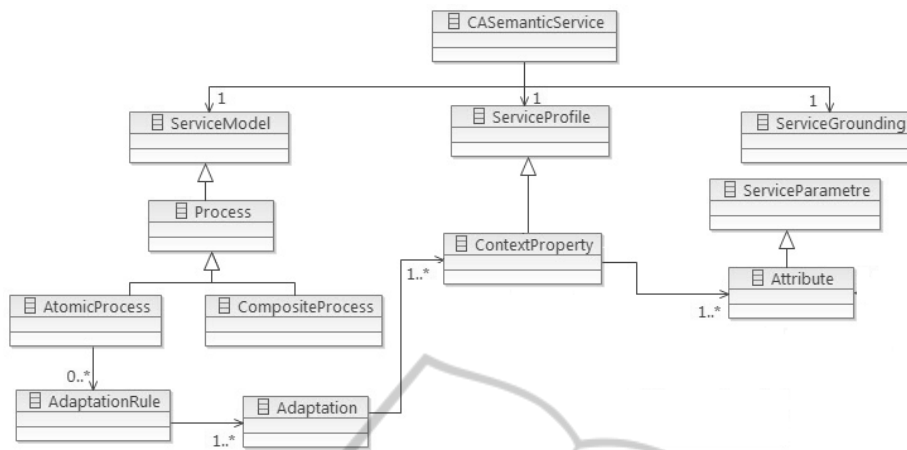 CASemanticService
1
1
1
ServiceModel
ServiceProfile
ServiceGrounding
ServiceParametre
Process
ContextProperty
1..*
Attribute
1..*
AtomicProcess
CompositeProcess
0..*
AdaptationRule
Adaptation
1..*